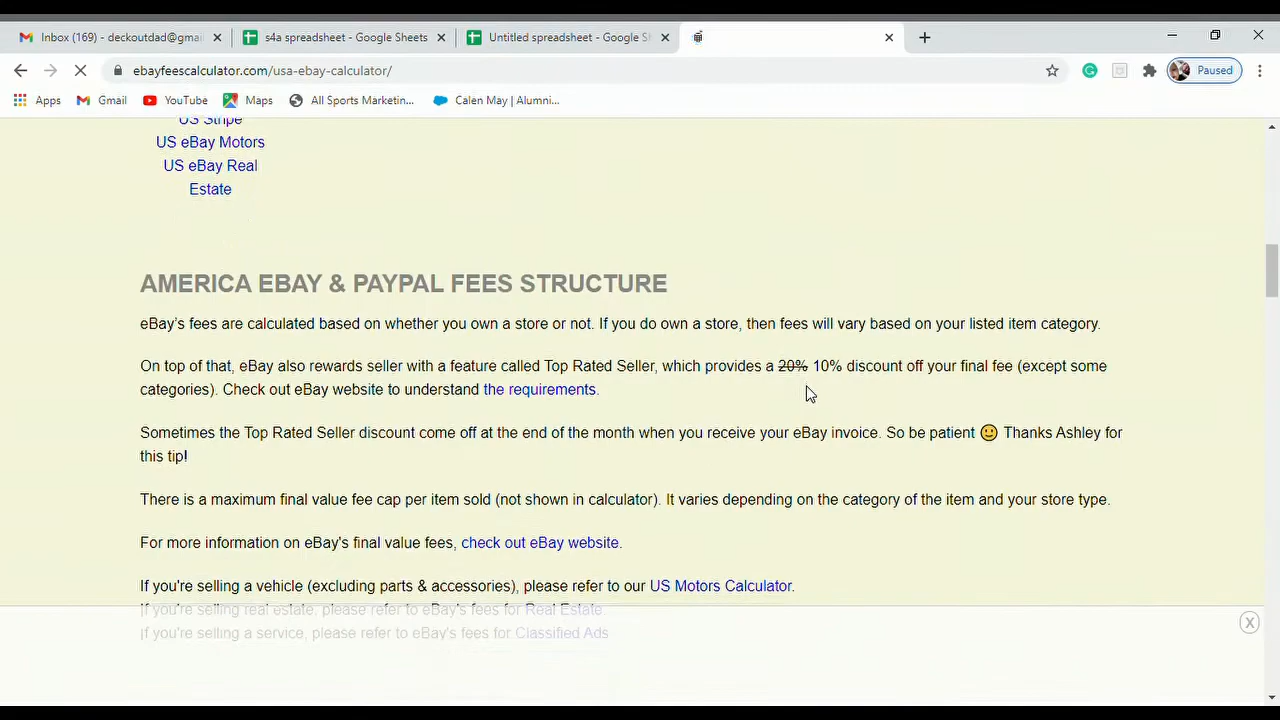 Inbox (169) - deckoutdad@gmai
s4a spreadsheet - Google Sheets
Untitled spreadsheet - Google Sh
ebayfeescalculator.com/usa-ebay-calculator/
Paused
Apps
Gmail
YouTube
Maps
All Sports Marketin...
Calen May | Alumni...
US Stripe
US eBay Motors
US eBay Real
Estate
AMERICA EBAY & PAYPAL FEES STRUCTURE
eBay's fees are calculated based on whether you own a store or not. If you do own a store, then fees will vary based on your listed item category.
On top of that, eBay also rewards seller with a feature called Top Rated Seller, which provides a 20% 10% discount off your final fee (except some
categories). Check out eBay website to understand the requirements.
Sometimes the Top Rated Seller discount come off at the end of the month when you receive your eBay invoice. So be patient 🙂 Thanks Ashley for
this tip!
There is a maximum final value fee cap per item sold (not shown in calculator). It varies depending on the category of the item and your store type.
For more information on eBay's final value fees, check out eBay website.
If you're selling a vehicle (excluding parts & accessories), please refer to our US Motors Calculator.
If you're selling real estate, please refer to eBay's fees for Real Estate
If you're selling a service, please refer to eBay's fees for Classified Ads
X